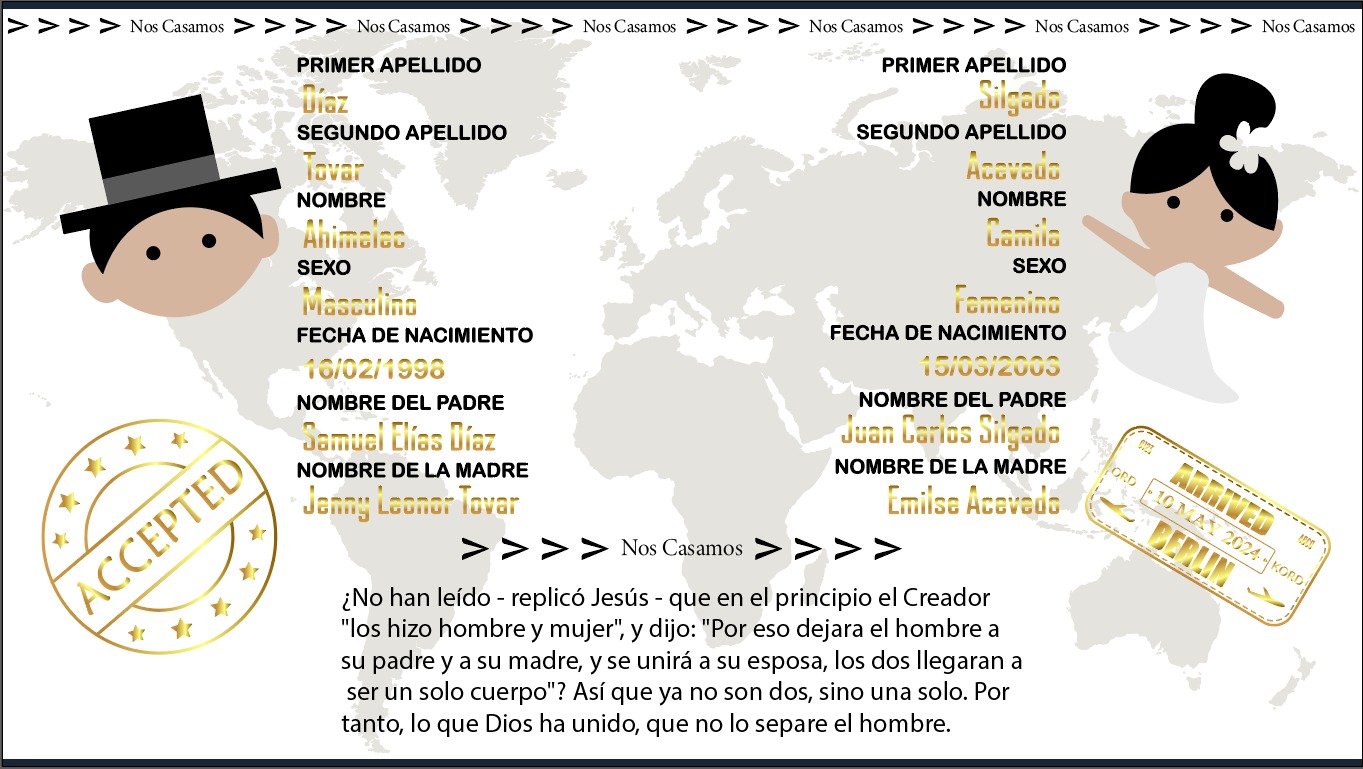 > > > > Nos Casamos > > > > Nos Casamos > > > > Nos Casamos > > > > Nos Casamos > > > > Nos Casamos > > > > Nos Casamos
PRIMER APELLIDO
Díaz
SEGUNDO APELLIDO
Tovar
NOMBRE
Ahimelec
SEXO
Masculino
FECHA DE NACIMIENTO
16/02/1998
NOMBRE DEL PADRE
Samuel Elías Díaz
NOMBRE DE LA MADRE
Jenny Leonor Tovar
PRIMER APELLIDO
Silgado
SEGUNDO APELLIDO
Acevedo
NOMBRE
Camila
SEXO
Femenino
FECHA DE NACIMIENTO
15/03/2003
NOMBRE DEL PADRE
Juan Carlos Silgado
NOMBRE DE LA MADRE
Emilse Acevedo
ACCEPTED
ARRIVED
KORD
· 10 MAY 2024 ·
KORD
BERLIN
> > > > Nos Casamos > > > >
¿No han leído - replicó Jesús - que en el principio el Creador
"los hizo hombre y mujer", y dijo: "Por eso dejara el hombre a
su padre y a su madre, y se unirá a su esposa, los dos llegaran a
ser un solo cuerpo"? Así que ya no son dos, sino una solo. Por
tanto, lo que Dios ha unido, que no lo separe el hombre.